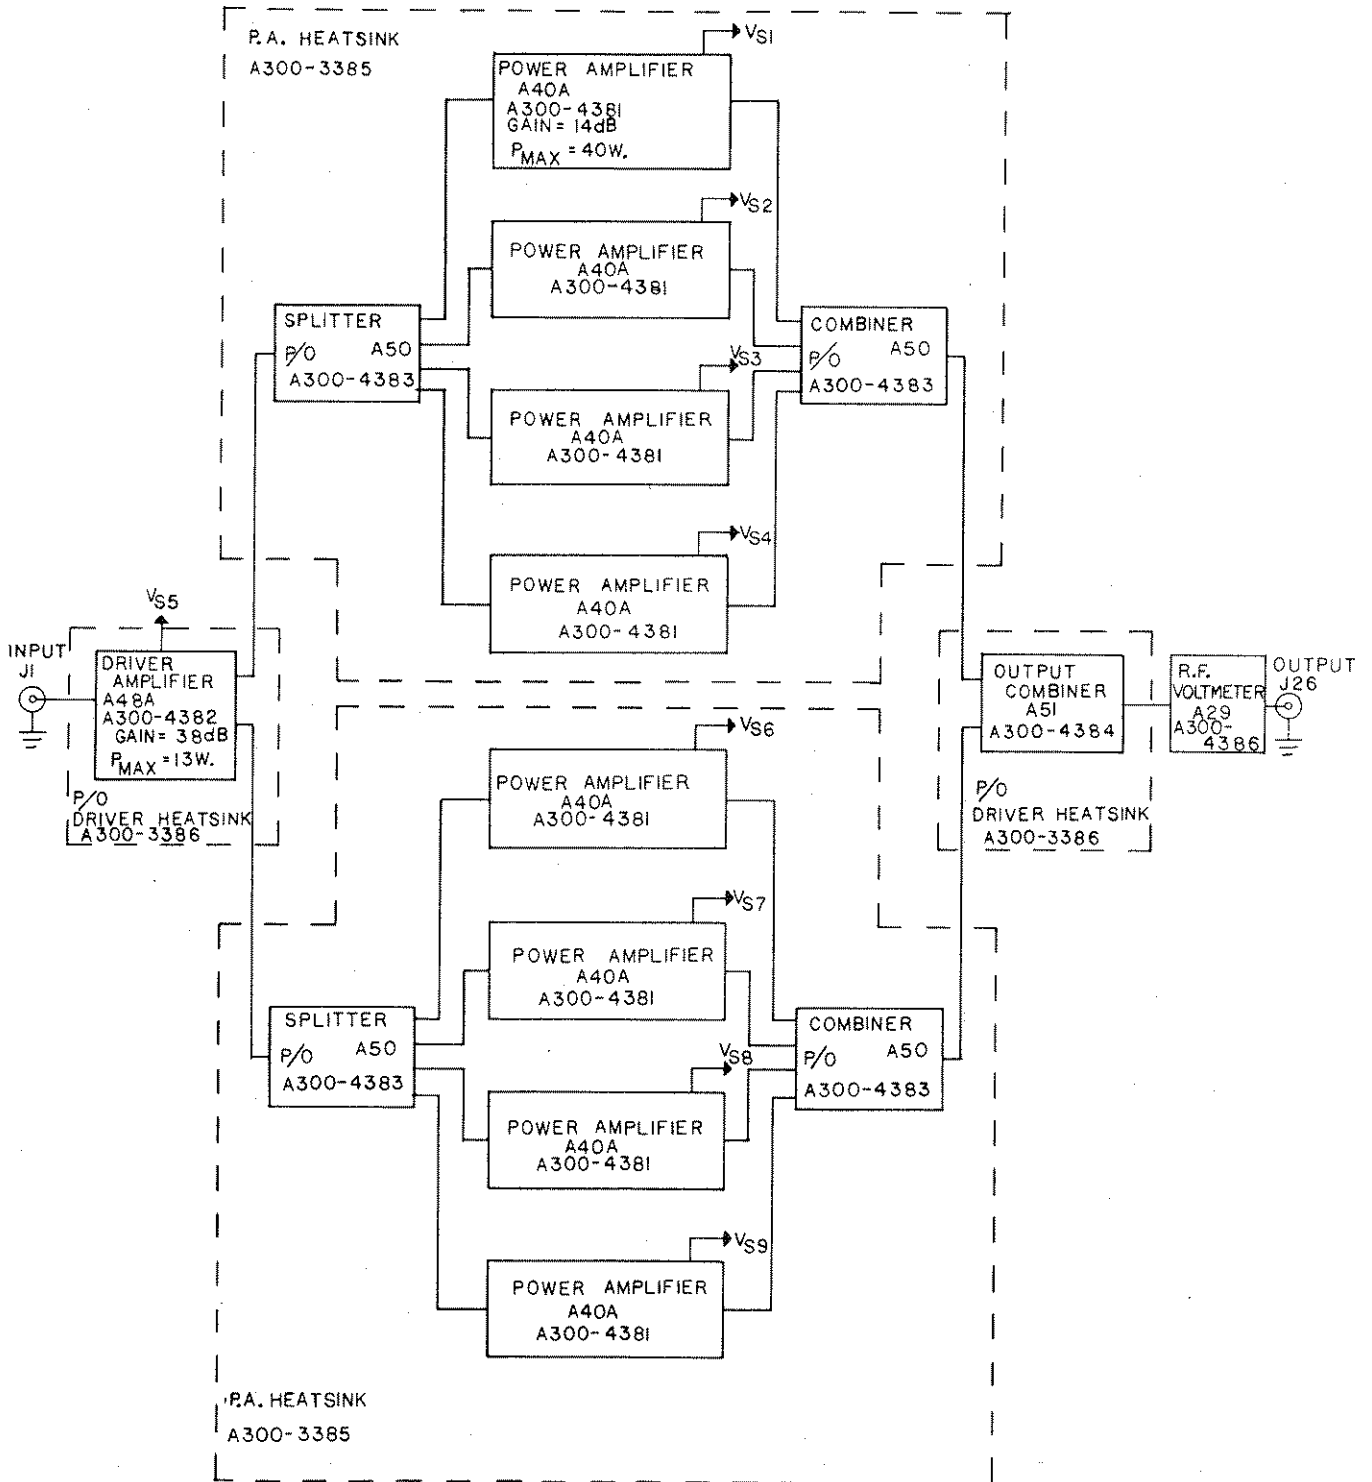 P.A. HEATSINK
A300-3385
VS1
POWER AMPLIFIER
A40A
A300-4381
GAIN= 14dB
PMAX = 40W.
VS2
POWER AMPLIFIER
A40A
A300-4381
SPLITTER
P/O A50
A300-4383
COMBINER
P/O A50
A300-4383
VS3
POWER AMPLIFIER
A40A
A300-4381
VS4
POWER AMPLIFIER
A40A
A300-4381
VS5
INPUT
J1
DRIVER
AMPLIFIER
A48A
A300-4382
GAIN= 38dB
PMAX =13W.
P/O
DRIVER HEATSINK
A300-3386
OUTPUT
COMBINER
A51
A300-4384
P/O
DRIVER HEATSINK
A300-3386
R.F.
VOLTMETER
A29
A300-
4386
OUTPUT
J26
VS6
POWER AMPLIFIER
A40A
A300-4381
VS7
POWER AMPLIFIER
A40A
A300-4381
SPLITTER
P/O A50
A300-4383
COMBINER
P/O A50
A300-4383
VS8
POWER AMPLIFIER
A40A
A300-4381
VS9
POWER AMPLIFIER
A40A
A300-4381
P.A. HEATSINK
A300-3385